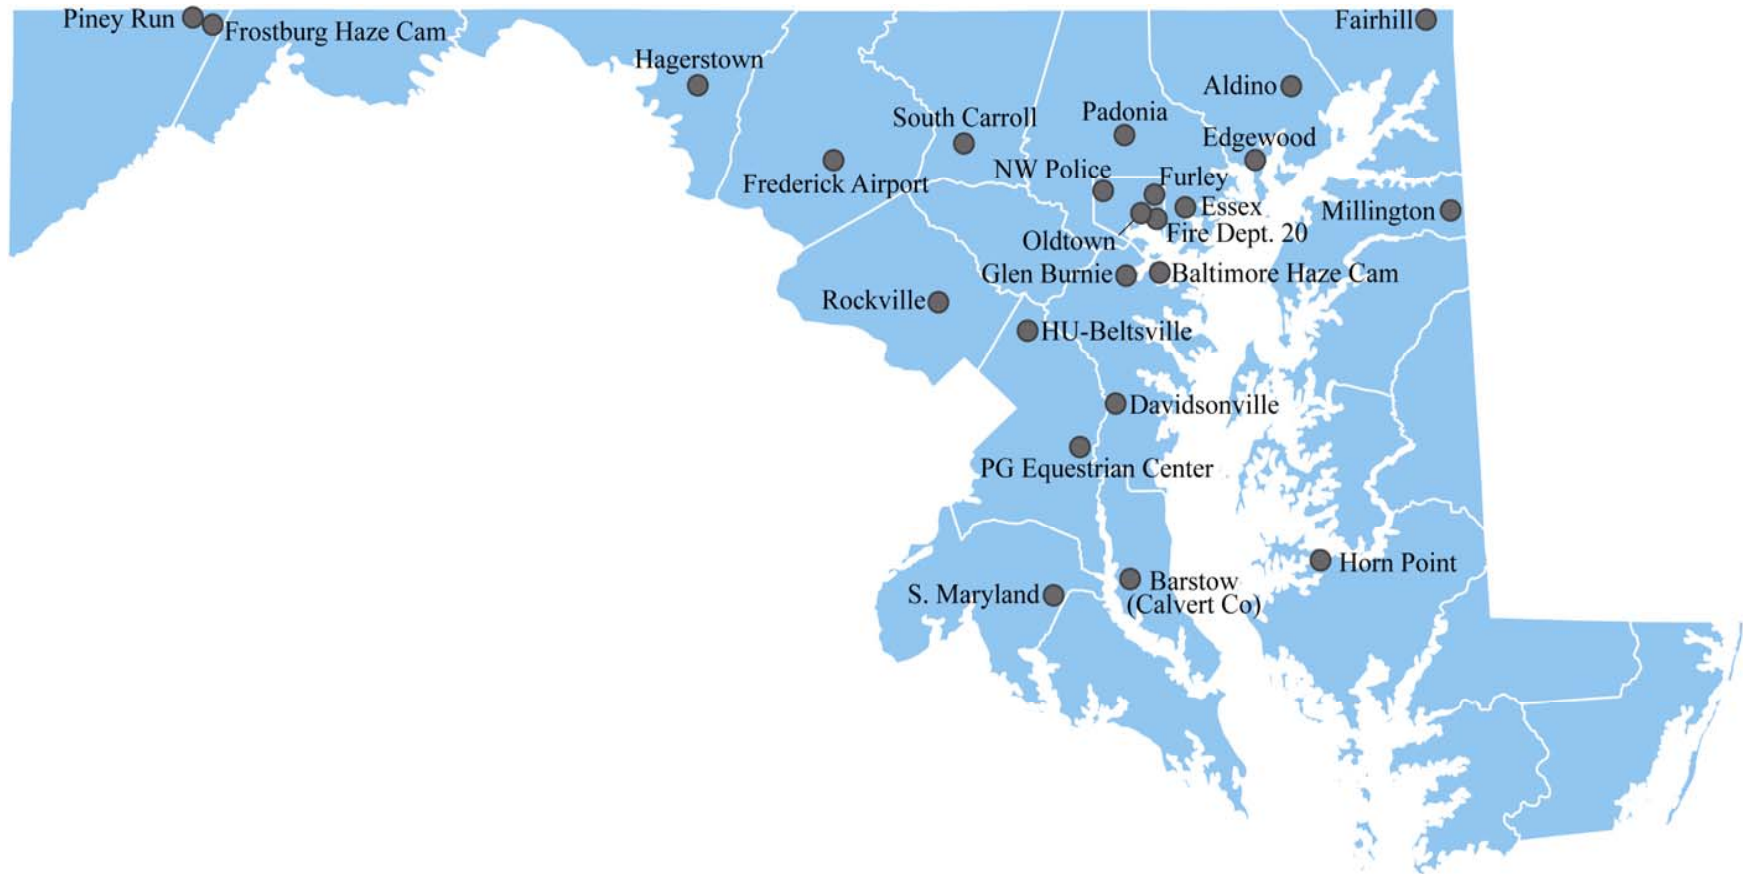 Piney Run
Frostburg Haze Cam
Fairhill
Hagerstown
Aldino
South Carroll
Padonia
Edgewood
Frederick Airport
NW Police
Furley
Essex
Millington
Oldtown
Fire Dept. 20
Glen Burnie
Baltimore Haze Cam
Rockville
HU-Beltsville
Davidsonville
PG Equestrian Center
Horn Point
S. Maryland
Barstow
(Calvert Co)